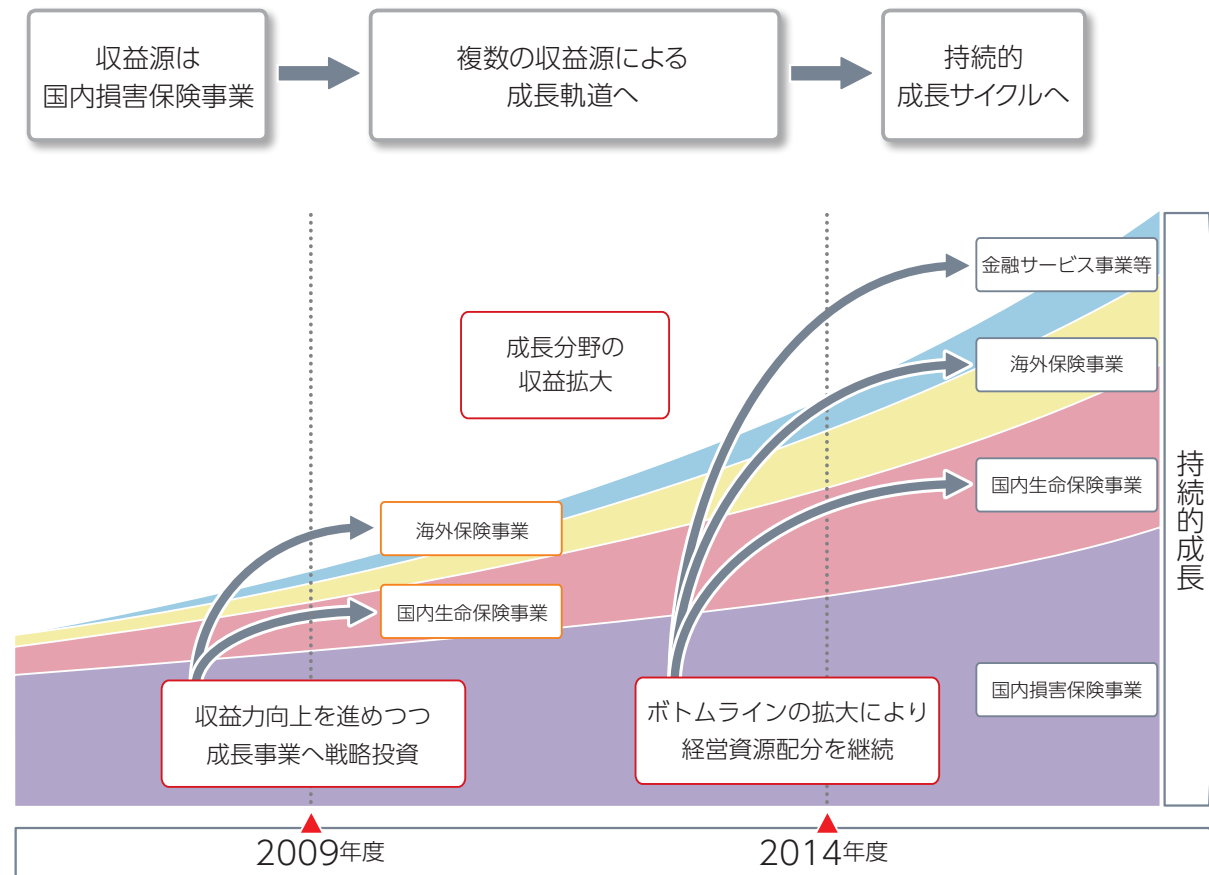 収益源は
国内損害保険事業
複数の収益源による
成長軌道へ
持続的
成長サイクルへ
金融サービス事業等
成長分野の
収益拡大
海外保険事業
国内生命保険事業
持続的成長
海外保険事業
国内生命保険事業
国内損害保険事業
収益力向上を進めつつ
成長事業へ戦略投資
ボトムラインの拡大により
経営資源配分を継続
2009年度
2014年度